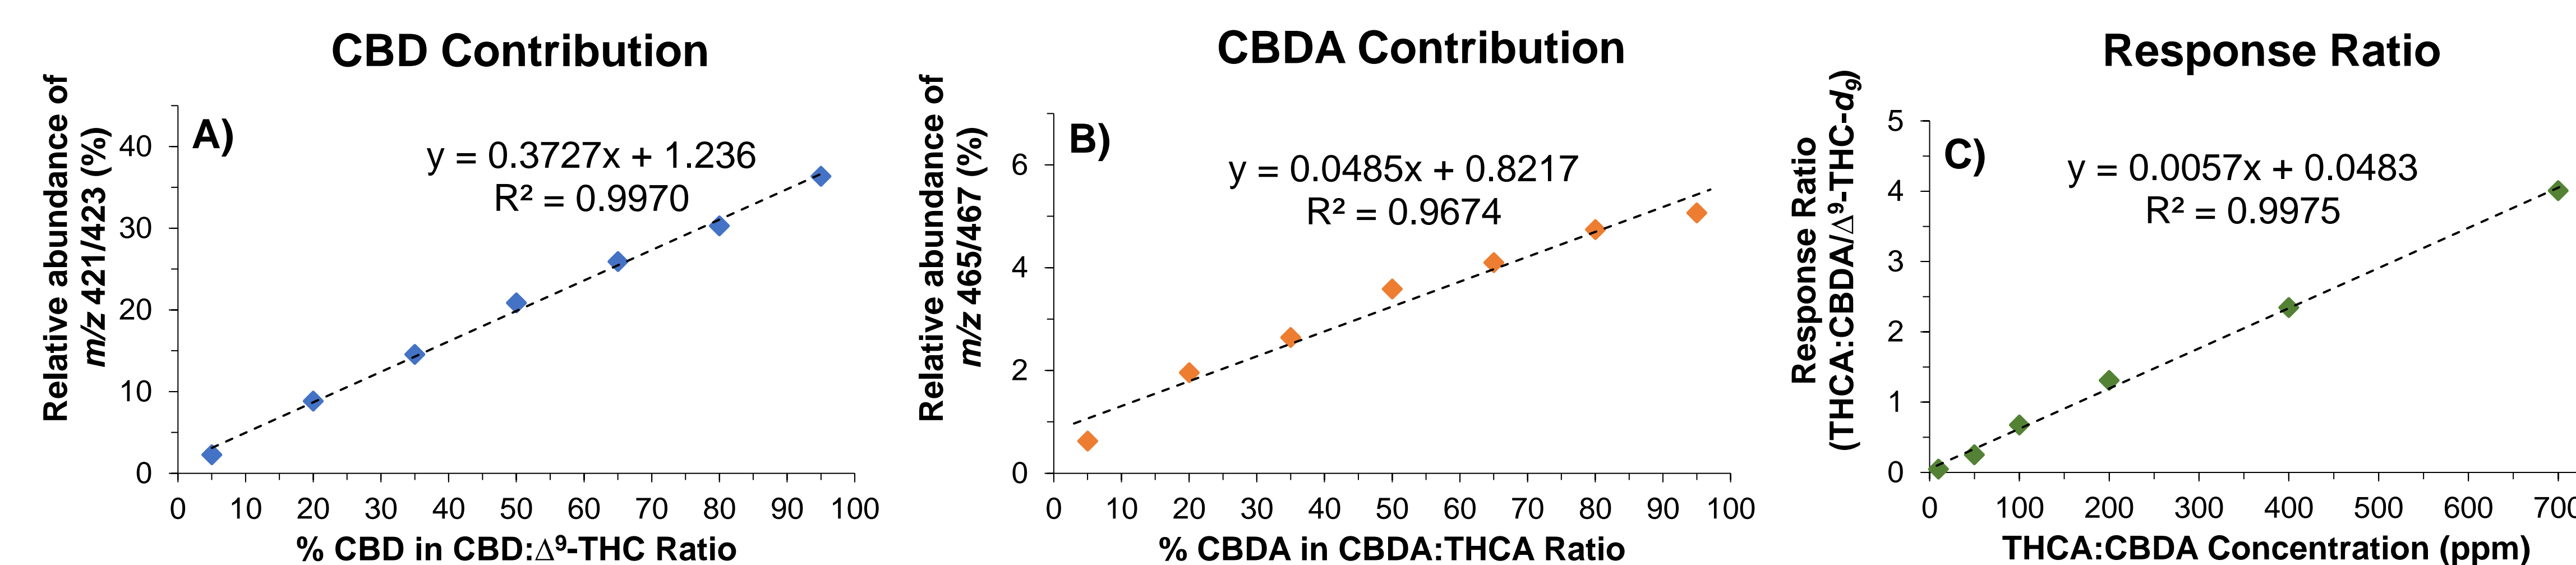 CBD Contribution
Relative abundance of
m/z 421/423 (%)
A)
y = 0.3727x + 1.236
R² = 0.9970
40
30
20
10
0
0 10 20 30 40 50 60 70 80 90 100
% CBD in CBD:Δ⁹-THC Ratio
CBDA Contribution
Relative abundance of
m/z 465/467 (%)
B)
y = 0.0485x + 0.8217
R² = 0.9674
6
4
2
0
0 10 20 30 40 50 60 70 80 90 100
% CBDA in CBDA:THCA Ratio
Response Ratio
Response Ratio
(THCA:CBDA/Δ⁹-THC-d₉)
C)
y = 0.0057x + 0.0483
R² = 0.9975
5
4
3
2
1
0
0 100 200 300 400 500 600 700
THCA:CBDA Concentration (ppm)